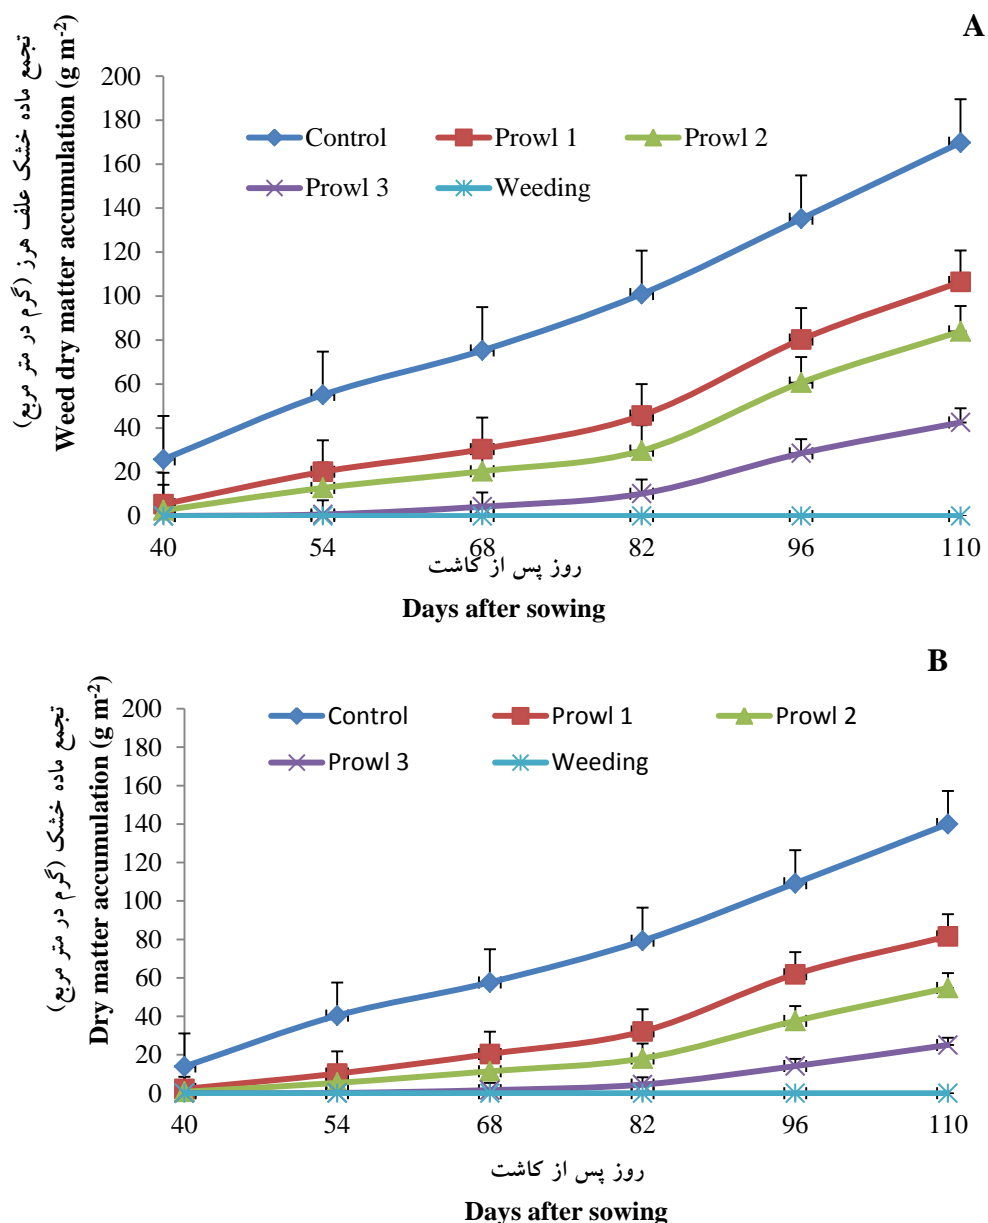 A
تجمع ماده خشک علف هرز (گرم در متر مربع)
Weed dry matter accumulation (g m-2)
200
180
160
140
120
100
80
60
40
20
0
Control
Prowl 1
Prowl 2
Prowl 3
Weeding
40 54 68 82 96 110
روز پس از کاشت
Days after sowing
B
تجمع ماده خشک (گرم در متر مربع)
Dry matter accumulation (g m-2)
200
180
160
140
120
100
80
60
40
20
0
Control
Prowl 1
Prowl 2
Prowl 3
Weeding
40 54 68 82 96 110
روز پس از کاشت
Days after sowing